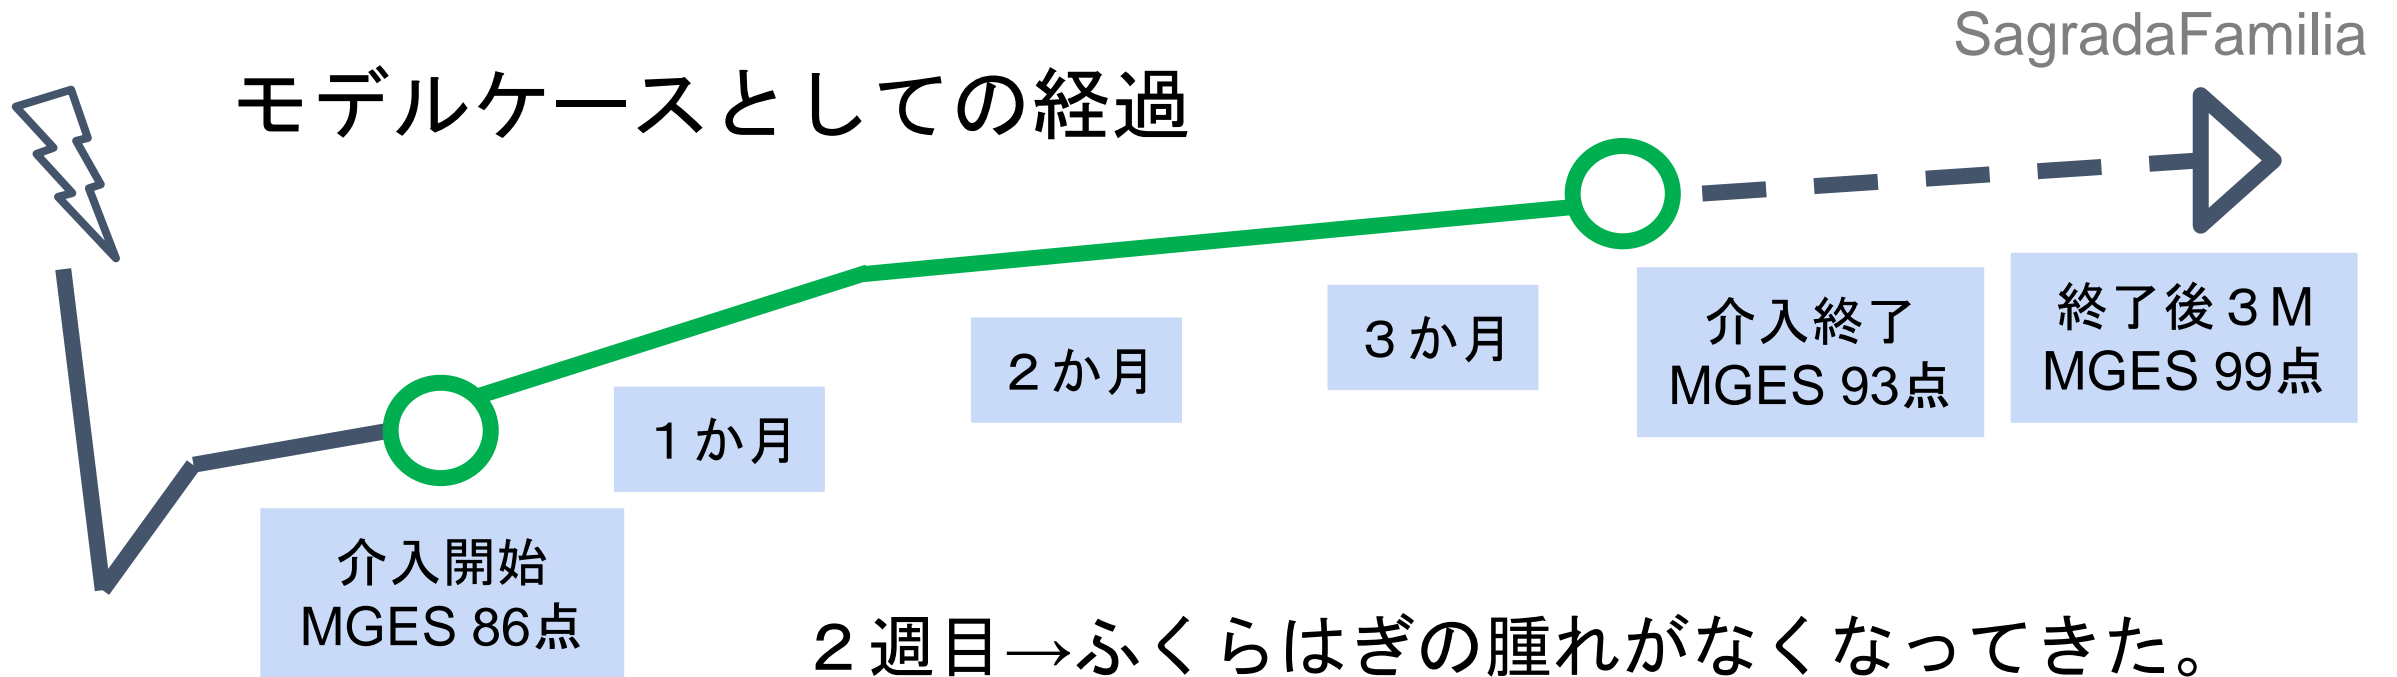 SagradaFamilia
モデルケースとしての経過
介入開始
MGES 86点
１か月
２か月
３か月
介入終了
MGES 93点
終了後３Ｍ
MGES 99点
２週目→ふくらはぎの腫れがなくなってきた。